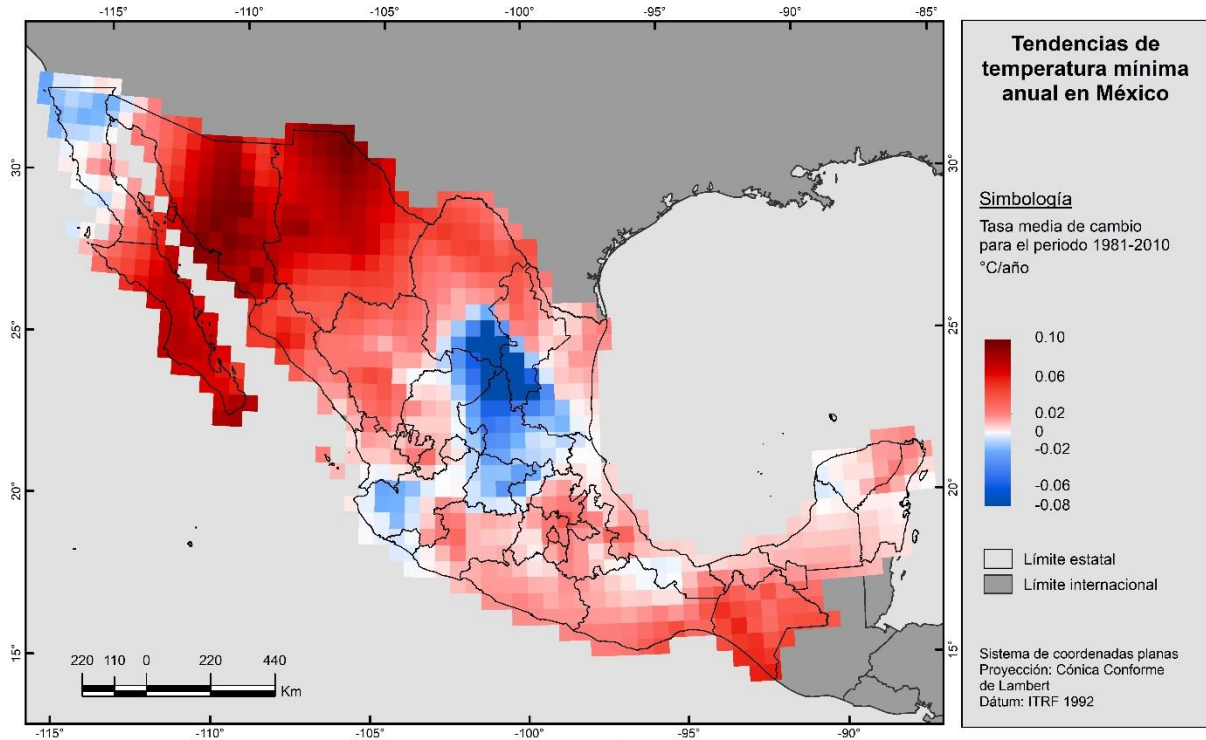 -115° -110° -105° -100° -95° -90° -85°
30° 30°
25° 25°
20° 20°
15° 15°
220 110 0 220 440
Km
-115° -110° -105° -100° -95° -90°
Tendencias de
temperatura mínima
anual en México
Simbología
Tasa media de cambio
para el periodo 1981-2010
°C/año
0.10
0.06
0.02
0
-0.02
-0.06
-0.08
Límite estatal
Límite internacional
Sistema de coordenadas planas
Proyección: Cónica Conforme
de Lambert
Dátum: ITRF 1992